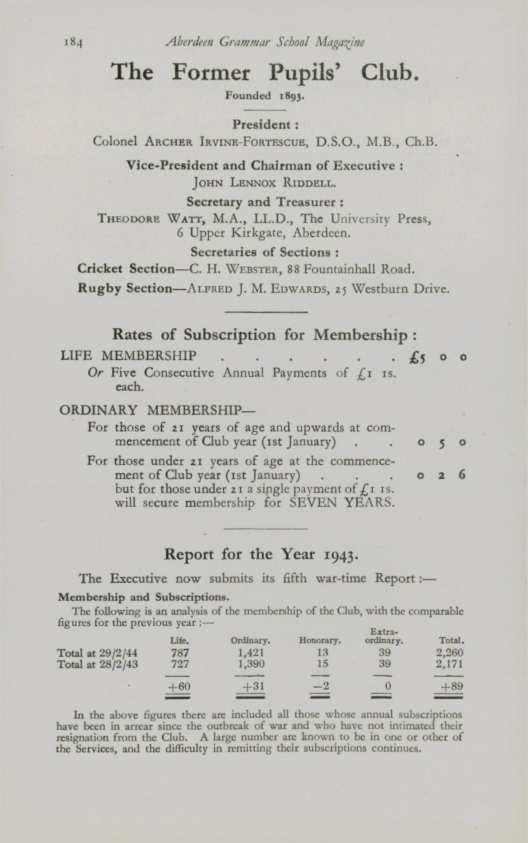 184 Aberdeen Grammar School Magazine
The Former Pupils' Club.
Founded 1893.
President :
Colonel ARCHER IRVINE-FORTESCUE, D.S.O., M.B., Ch.B.
Vice-President and Chairman of Executive :
JOHN LENNOX RIDDELL.
Secretary and Treasurer :
THEODORE WATT, M.A., LL.D., The University Press,
6 Upper Kirkgate, Aberdeen.
Secretaries of Sections :
Cricket Section—C. H. WEBSTER, 88 Fountainhall Road.
Rugby Section—ALFRED J. M. EDWARDS, 25 Westburn Drive.
Rates of Subscription for Membership :
LIFE MEMBERSHIP . . . . . . £5 0 0
Or Five Consecutive Annual Payments of £1 1s.
each.
ORDINARY MEMBERSHIP—
For those of 21 years of age and upwards at com-
mencement of Club year (1st January) . . 0 5 0
For those under 21 years of age at the commence-
ment of Club year (1st January) . . . 0 2 6
but for those under 21 a single payment of £1 1s.
will secure membership for SEVEN YEARS.
Report for the Year 1943.
The Executive now submits its fifth war-time Report :—
Membership and Subscriptions.
The following is an analysis of the membership of the Club, with the comparable
figures for the previous year :—
Life. Ordinary. Honorary. Extra-
ordinary. Total.
Total at 29/2/44 787 1,421 13 39 2,260
Total at 28/2/43 727 1,390 15 39 2,171
+60 +31 —2 0 +89
In the above figures there are included all those whose annual subscriptions
have been in arrear since the outbreak of war and who have not intimated their
resignation from the Club. A large number are known to be in one or other of
the Services, and the difficulty in remitting their subscriptions continues.